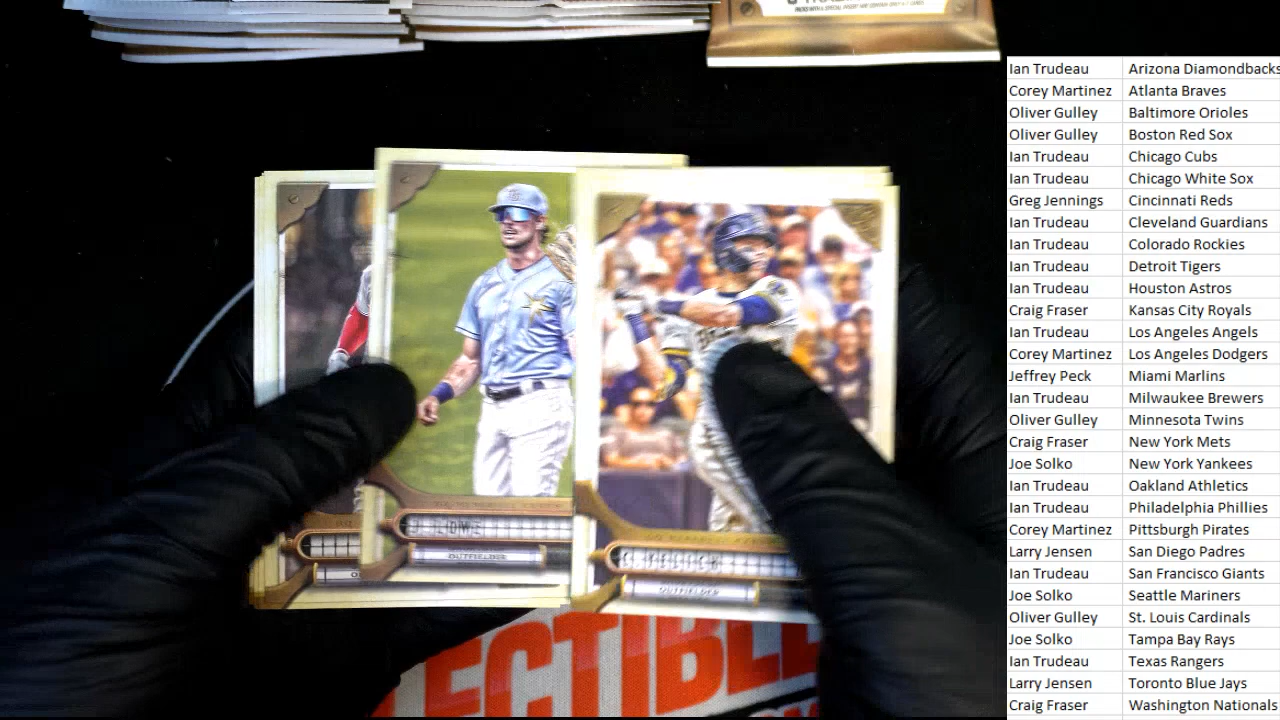 Ian Trudeau Arizona Diamondbacks
Corey Martinez Atlanta Braves
Oliver Gulley Baltimore Orioles
Oliver Gulley Boston Red Sox
Ian Trudeau Chicago Cubs
Ian Trudeau Chicago White Sox
Greg Jennings Cincinnati Reds
Ian Trudeau Cleveland Guardians
Ian Trudeau Colorado Rockies
Ian Trudeau Detroit Tigers
Ian Trudeau Houston Astros
Craig Fraser Kansas City Royals
Ian Trudeau Los Angeles Angels
Corey Martinez Los Angeles Dodgers
Jeffrey Peck Miami Marlins
Ian Trudeau Milwaukee Brewers
Oliver Gulley Minnesota Twins
Craig Fraser New York Mets
Joe Solko New York Yankees
Ian Trudeau Oakland Athletics
Ian Trudeau Philadelphia Phillies
Corey Martinez Pittsburgh Pirates
Larry Jensen San Diego Padres
Ian Trudeau San Francisco Giants
Joe Solko Seattle Mariners
Oliver Gulley St. Louis Cardinals
Joe Solko Tampa Bay Rays
Ian Trudeau Texas Rangers
Larry Jensen Toronto Blue Jays
Craig Fraser Washington Nationals
J LOWE
OUTFIELDER
C YELICH
OUTFIELDER
LECTIBLE